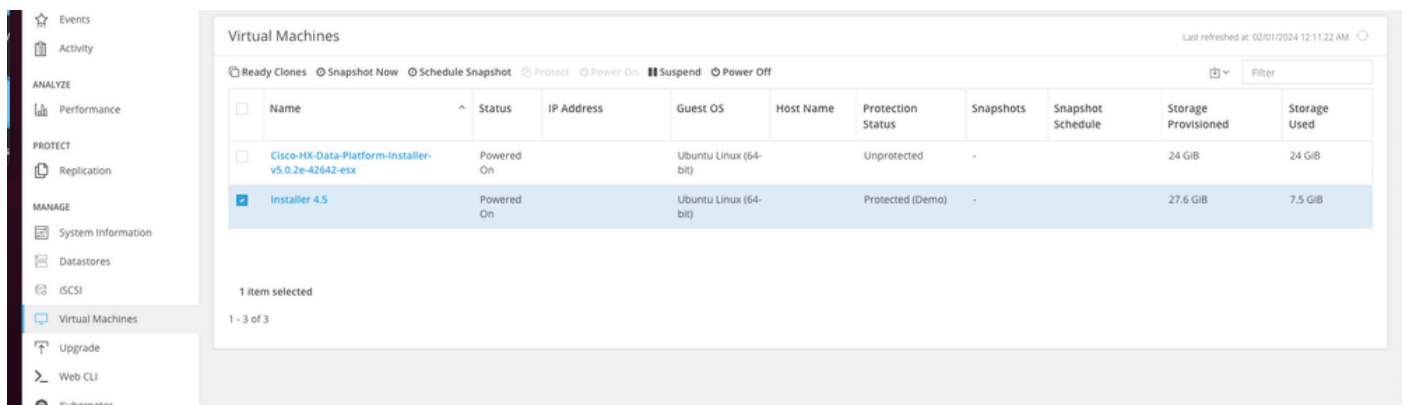 Events
Activity
ANALYZE
Performance
PROTECT
Replication
MANAGE
System Information
Datastores
iSCSI
Virtual Machines
Upgrade
Web CLI
Kubernetes
Virtual Machines
Last refreshed at: 02/01/2024 12:11:22 AM
Ready Clones Snapshot Now Schedule Snapshot Protect Power On Suspend Power Off
Filter
Name Status IP Address Guest OS Host Name Protection Status Snapshots Snapshot Schedule Storage Provisioned Storage Used
Cisco-HX-Data-Platform-Installer-v5.0.2e-42642-esx Powered On Ubuntu Linux (64-bit) Unprotected - 24 GiB 24 GiB
Installer 4.5 Powered On Ubuntu Linux (64-bit) Protected (Demo) - 27.6 GiB 7.5 GiB
1 item selected
1 - 3 of 3